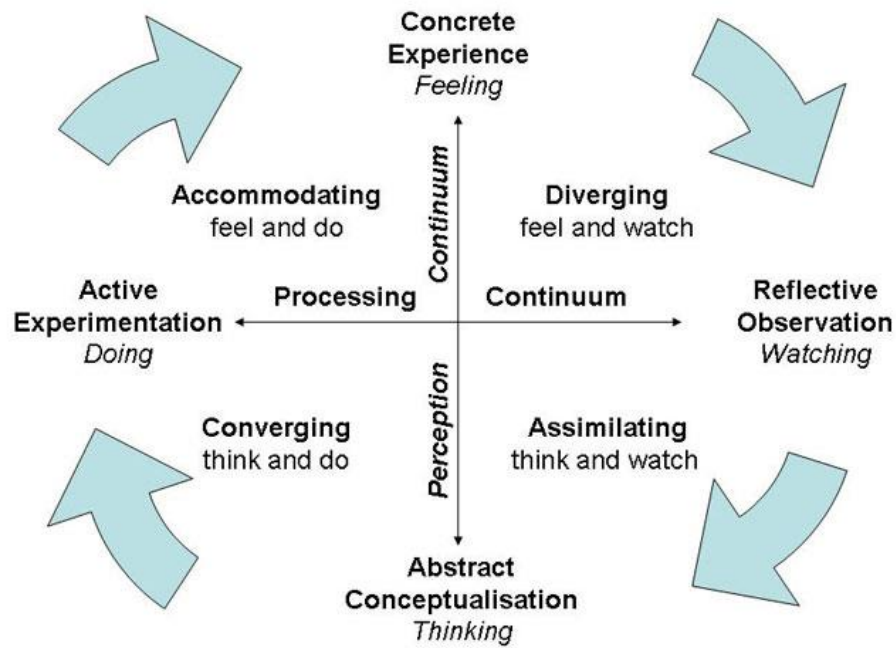 Concrete
Experience
Feeling
Continuum
Accommodating
feel and do
Diverging
feel and watch
Active
Experimentation
Doing
Processing
Continuum
Reflective
Observation
Watching
Perception
Converging
think and do
Assimilating
think and watch
Abstract
Conceptualisation
Thinking